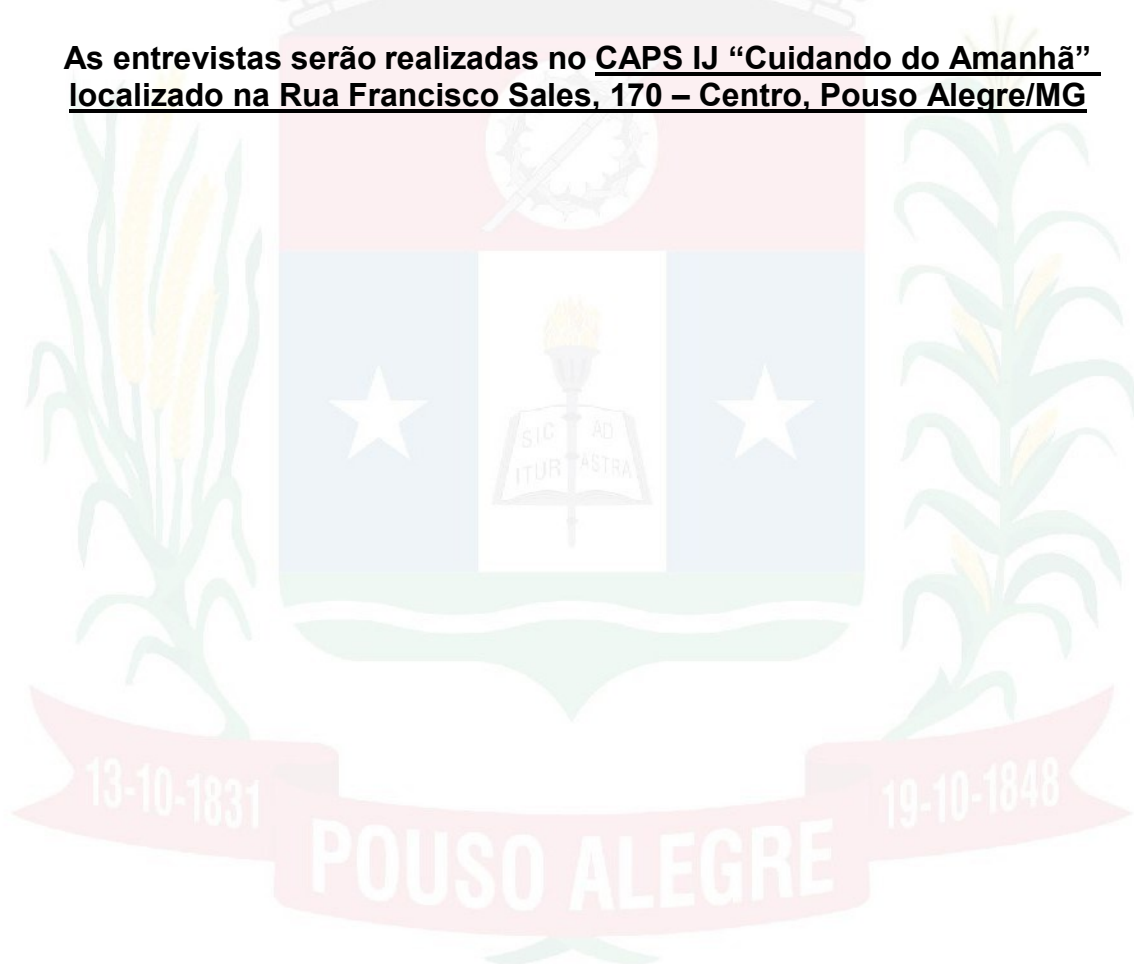 As entrevistas serão realizadas no CAPS IJ “Cuidando do Amanhã”
localizado na Rua Francisco Sales, 170 – Centro, Pouso Alegre/MG
SIC AD
ITUR ASTRA
13-10-1831
19-10-1848
POUSO ALEGRE